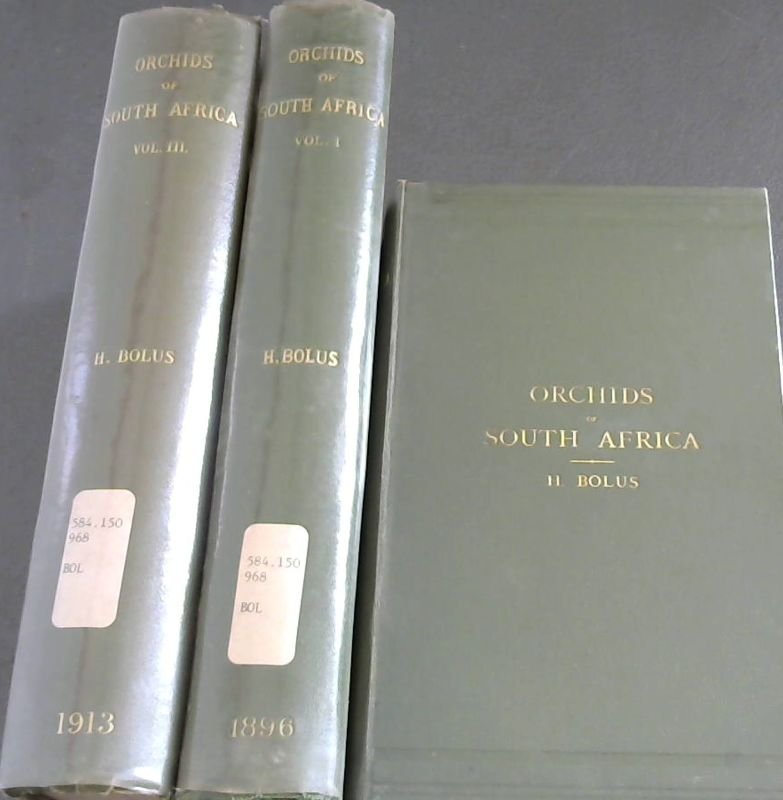 ORCHIDS
OF
SOUTH AFRICA
VOL. III.
H. BOLUS
584.150
968
BOL
1913
ORCHIDS
OF
SOUTH AFRICA
VOL. I
H. BOLUS
584.150
968
BOL
1896
ORCHIDS
OF
SOUTH AFRICA
H. BOLUS